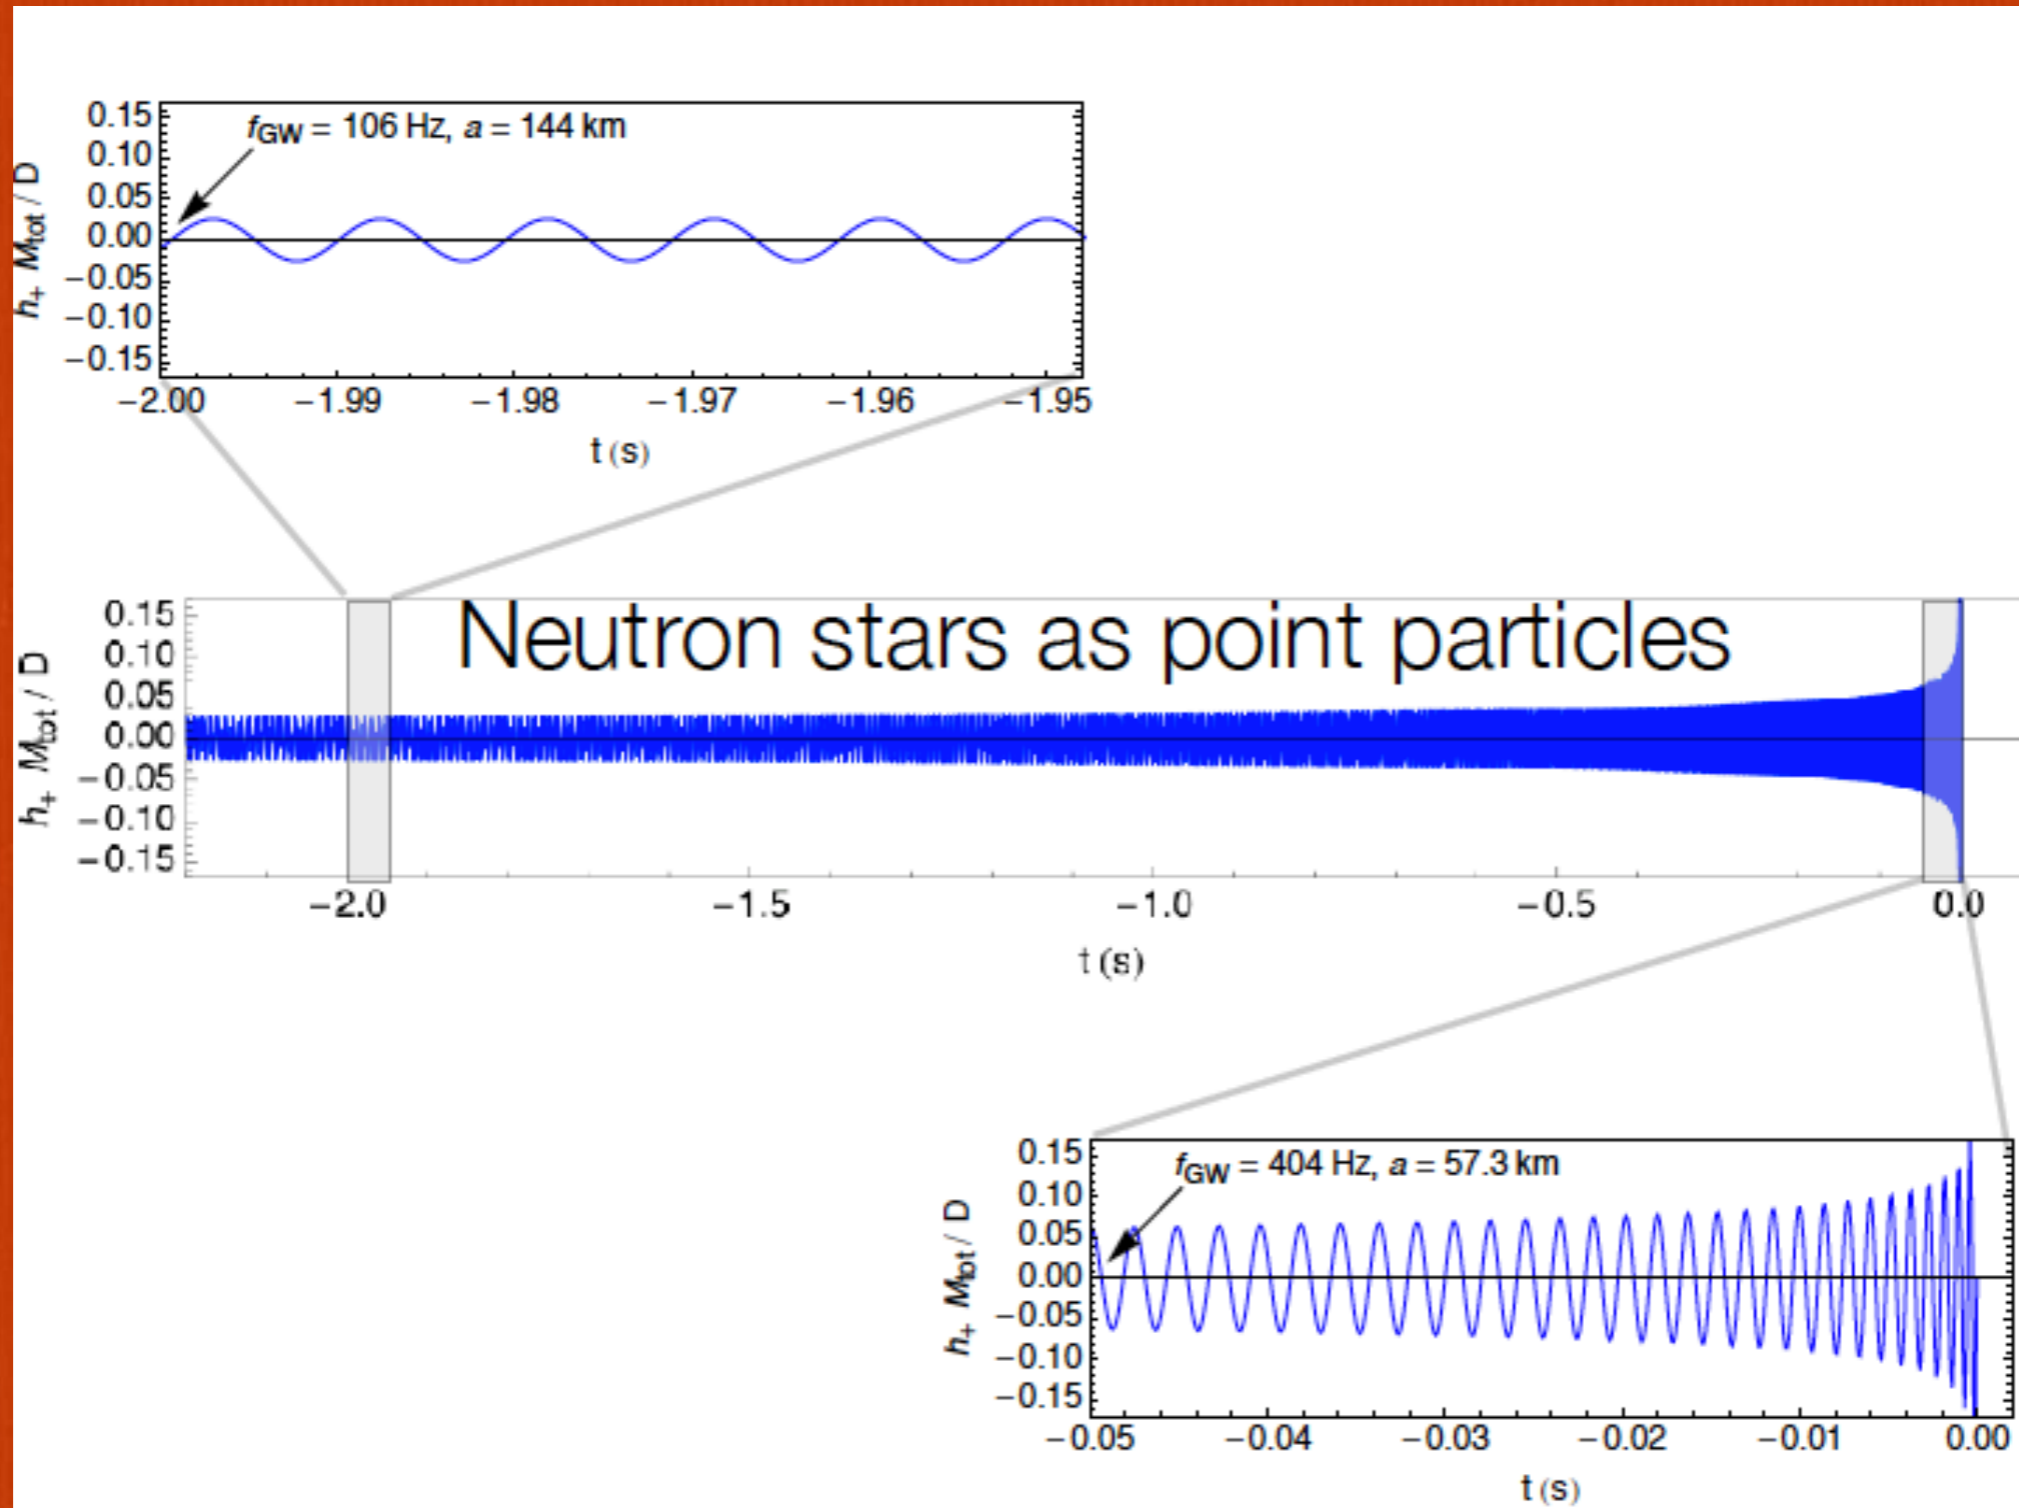 0.15
0.10
0.05
0.00
−0.05
−0.10
−0.15
h+ Mtot / D
fGW = 106 Hz, a = 144 km
−2.00 −1.99 −1.98 −1.97 −1.96 −1.95
t (s)
Neutron stars as point particles
0.15
0.10
0.05
0.00
−0.05
−0.10
−0.15
h+ Mtot / D
−2.0 −1.5 −1.0 −0.5 0.0
t (s)
0.15
0.10
0.05
0.00
−0.05
−0.10
−0.15
h+ Mtot / D
fGW = 404 Hz, a = 57.3 km
−0.05 −0.04 −0.03 −0.02 −0.01 0.00
t (s)